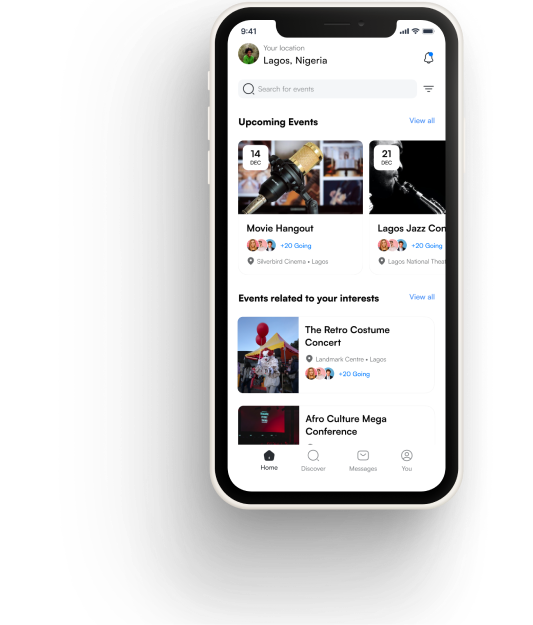 9:41
Your location
Lagos, Nigeria
Search for events
Upcoming Events
View all
14
DEC
21
DEC
Movie Hangout
Lagos Jazz Con
+20 Going
+20 Going
Silverbird Cinema • Lagos
Lagos National Theat
Events related to your interests
View all
The Retro Costume
Concert
Landmark Centre • Lagos
+20 Going
Afro Culture Mega
Conference
Home
Discover
Messages
You